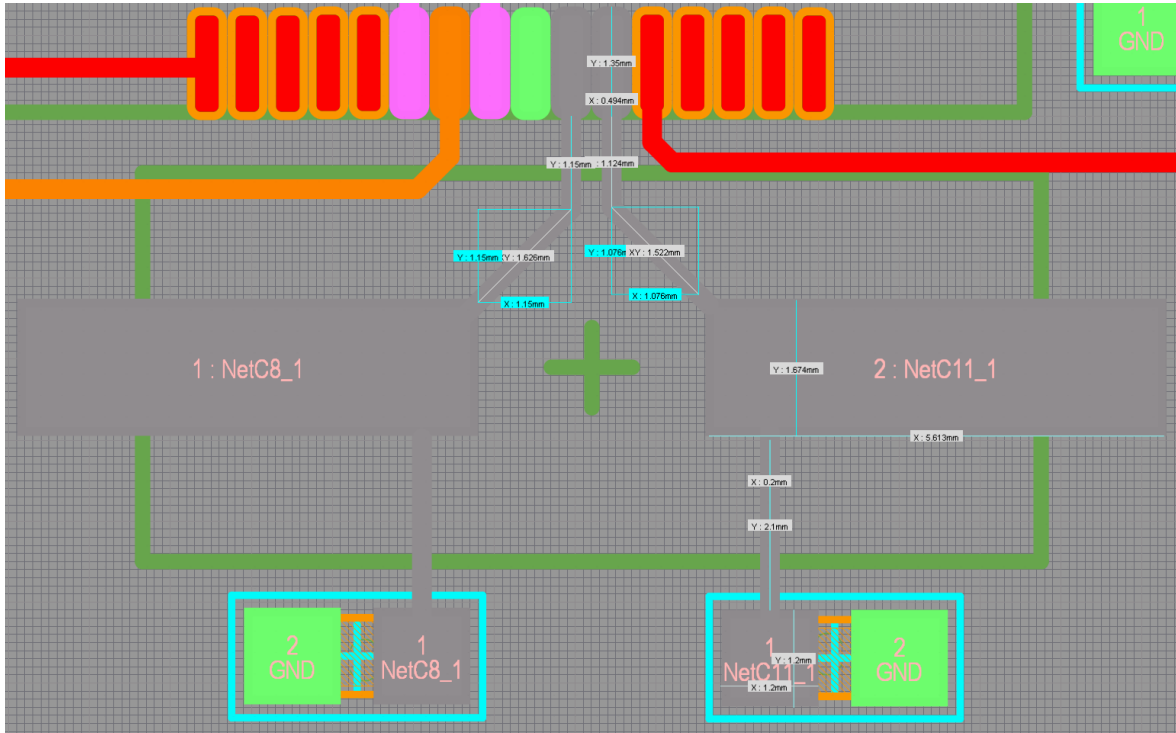 1
GND
Y : 1.35mm
X : 0.494mm
Y : 1.15mm
: 1.124mm
Y : 1.15mm
XY : 1.626mm
Y : 1.076m
XY : 1.522mm
X : 1.15mm
X : 1.076mm
1 : NetC8_1
Y : 1.674mm
2 : NetC11_1
X : 5.613mm
X : 0.2mm
Y : 2.1mm
2
GND
1
NetC8_1
1
NetC11_1
Y : 1.2mm
X : 1.2mm
2
GND